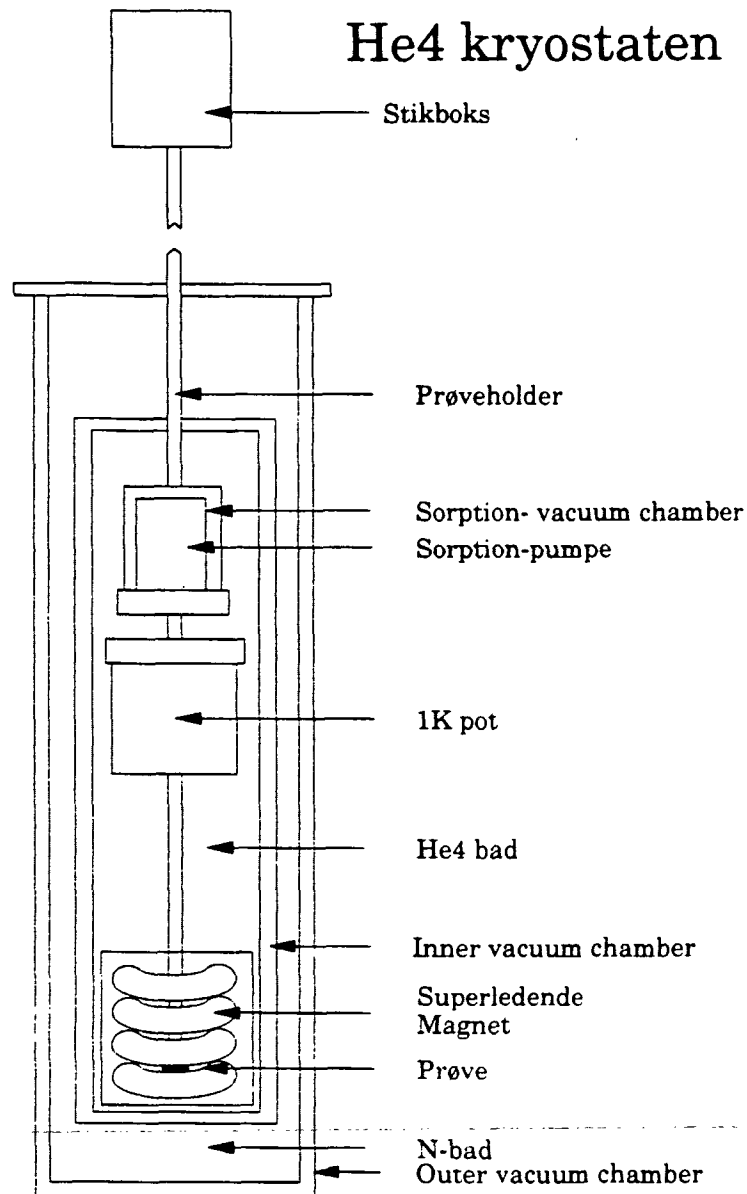 He4 kryostaten
Stikboks
Prøveholder
Sorption- vacuum chamber
Sorption-pumpe
1K pot
He4 bad
Inner vacuum chamber
Superledende
Magnet
Prøve
N-bad
Outer vacuum chamber